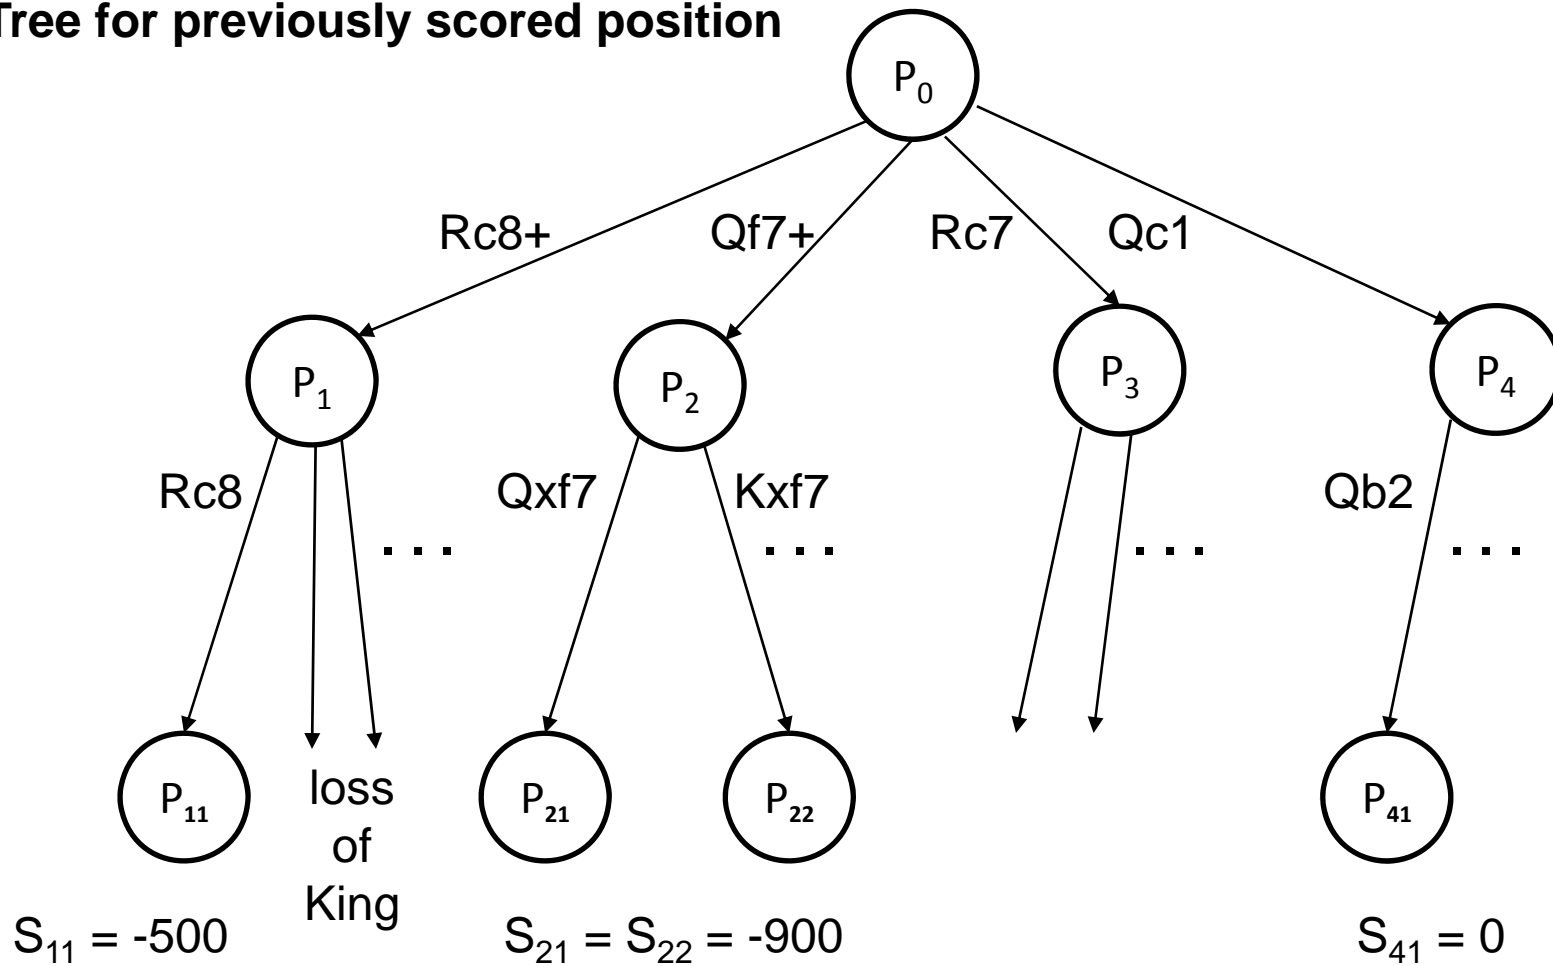 Tree for previously scored position
P0
Rc8+ Qf7+ Rc7 Qc1
P1 P2 P3 P4
Rc8 Qxf7 Kxf7 Qb2
. . . . . . . . . . . .
P11 loss P21 P22 P41
of
King
S11 = -500 S21 = S22 = -900 S41 = 0